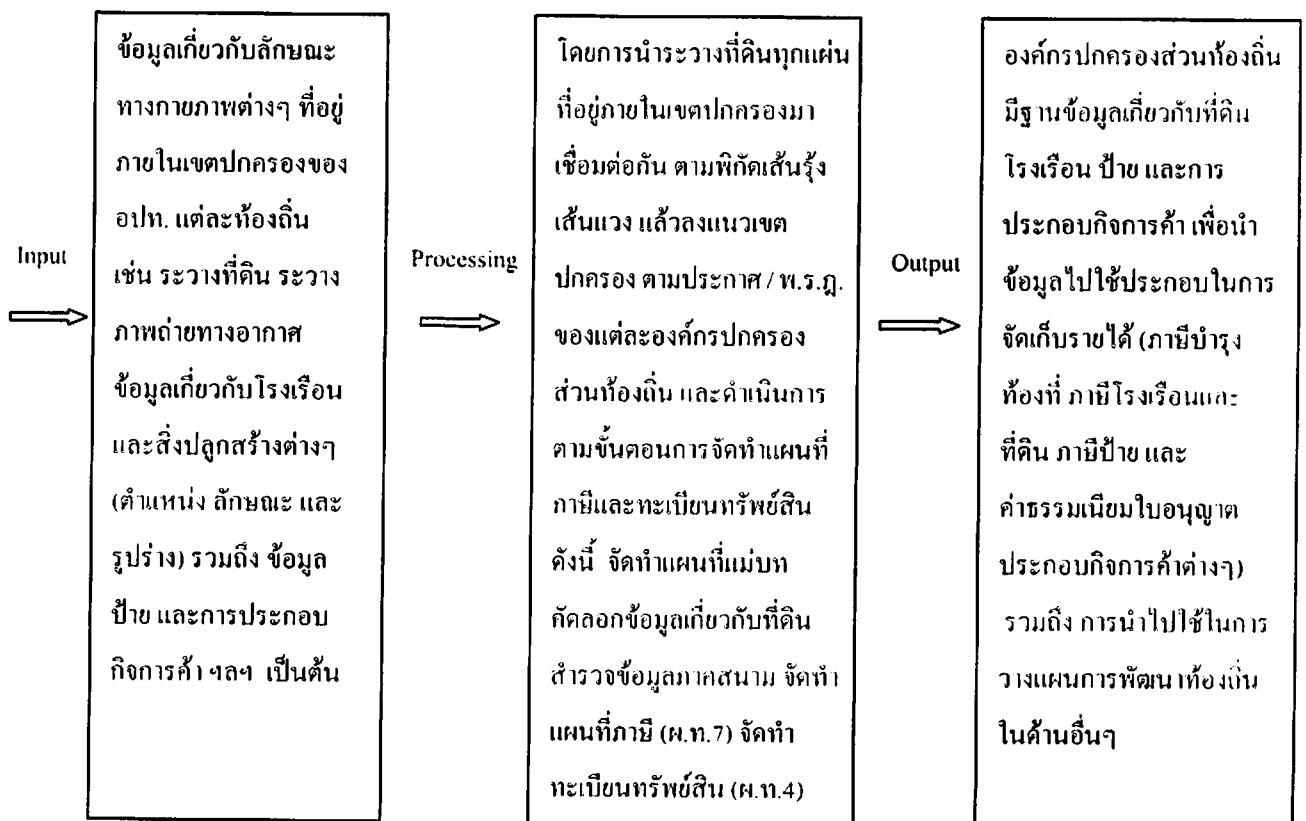 Input
ข้อมูลเกี่ยวกับลักษณะ
ทางกายภาพต่างๆ ที่อยู่
ภายในเขตปกครองของ
อปท. แต่ละท้องถิ่น
เช่น ระวางที่ดิน ระวาง
ภาพถ่ายทางอากาศ
ข้อมูลเกี่ยวกับโรงเรือน
และสิ่งปลูกสร้างต่างๆ
(ตำแหน่ง ลักษณะ และ
รูปร่าง) รวมถึง ข้อมูล
ป้าย และการประกอบ
กิจการค้า ฯลฯ เป็นต้น
Processing
โดยการนำระวางที่ดินทุกแผ่น
ที่อยู่ภายในเขตปกครองมา
เชื่อมต่อกัน ตามพิกัดเส้นรุ้ง
เส้นแวง แล้วลงแนวเขต
ปกครอง ตามประกาศ / พ.ร.ฎ.
ของแต่ละองค์กรปกครอง
ส่วนท้องถิ่น และดำเนินการ
ตามขั้นตอนการจัดทำแผนที่
ภาษีและทะเบียนทรัพย์สิน
ดังนี้ จัดทำแผนที่แม่บท
คัดลอกข้อมูลเกี่ยวกับที่ดิน
สำรวจข้อมูลภาคสนาม จัดทำ
แผนที่ภาษี (ผ.ท.7) จัดทำ
ทะเบียนทรัพย์สิน (ผ.ท.4)
Output
องค์กรปกครองส่วนท้องถิ่น
มีฐานข้อมูลเกี่ยวกับที่ดิน
โรงเรือน ป้าย และการ
ประกอบกิจการค้า เพื่อนำ
ข้อมูลไปใช้ประกอบในการ
จัดเก็บรายได้ (ภาษีบำรุง
ท้องที่ ภาษีโรงเรือนและ
ที่ดิน ภาษีป้าย และ
ค่าธรรมเนียมใบอนุญาต
ประกอบกิจการค้าต่างๆ)
รวมถึง การนำไปใช้ในการ
วางแผนการพัฒนาท้องถิ่น
ในด้านอื่นๆ